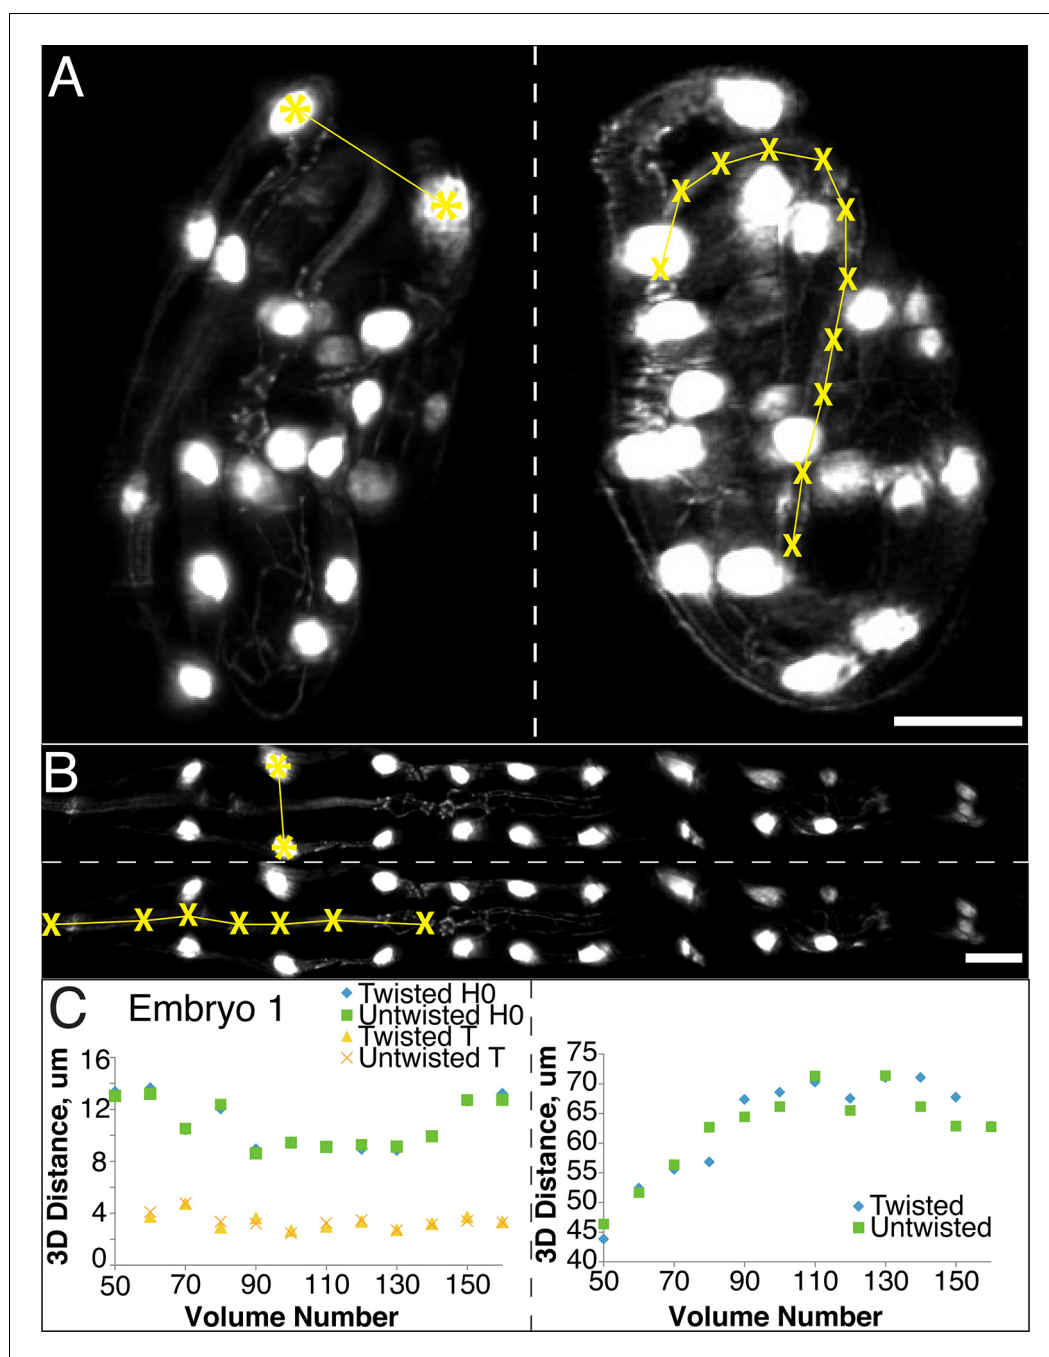 A
B
C Embryo 1
Twisted H0
Untwisted H0
Twisted T
Untwisted T
3D Distance, um
16
12
8
4
0
50 70 90 110 130 150
Volume Number
3D Distance, um
75
70
65
60
55
50
45
40
Twisted
Untwisted
50 70 90 110 130 150
Volume Number